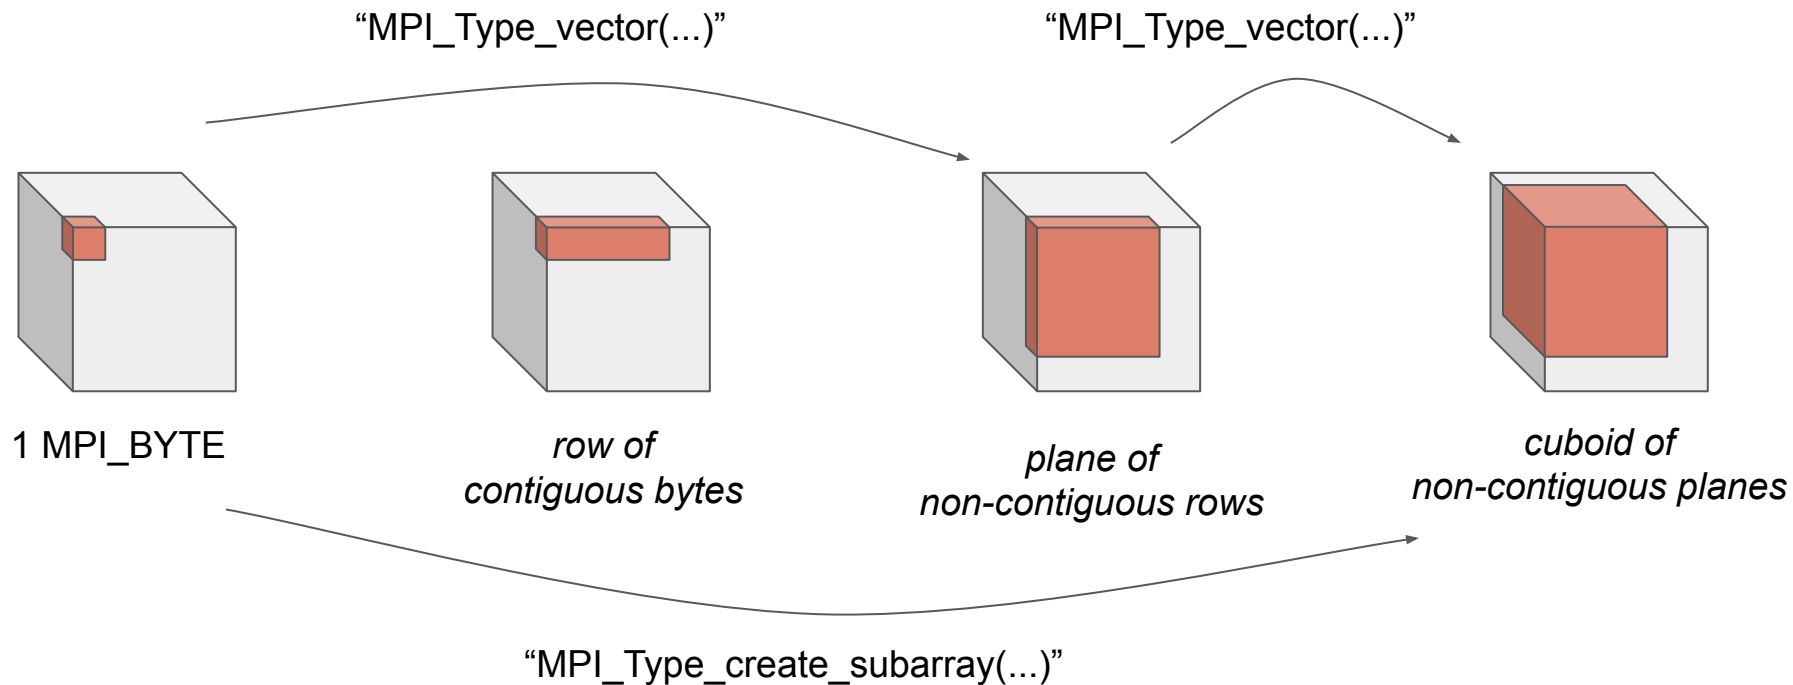 “MPI_Type_vector(...)”
“MPI_Type_vector(...)”
1 MPI_BYTE
row of
contiguous bytes
plane of
non-contiguous rows
cuboid of
non-contiguous planes
“MPI_Type_create_subarray(...)”